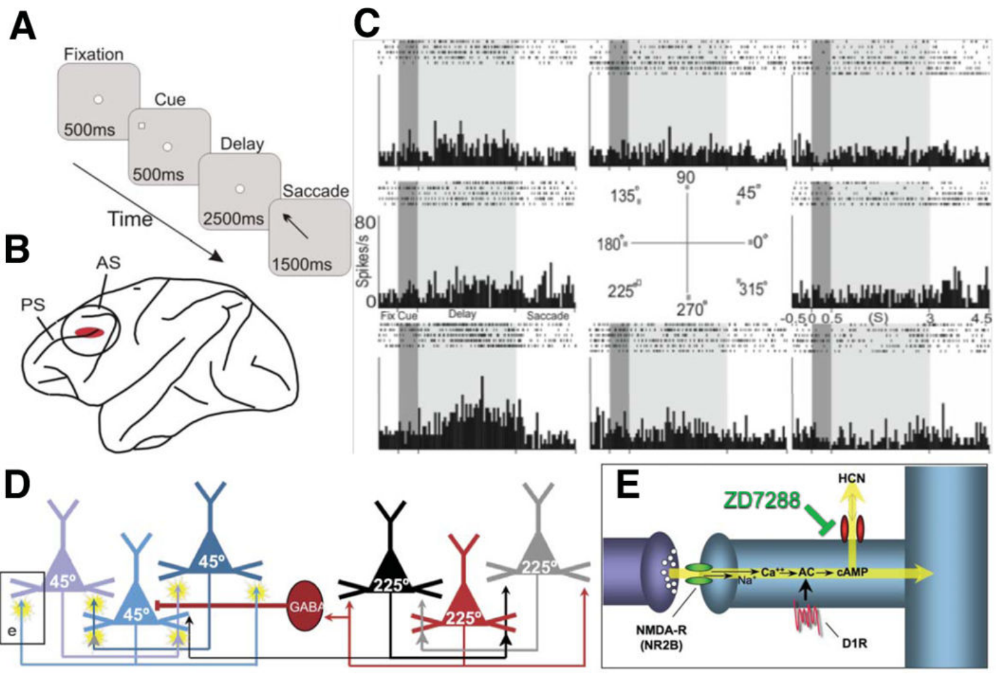 A
Fixation
500ms
Cue
500ms
Delay
2500ms
Saccade
1500ms
Time
B
AS
PS
C
80
Spikes/s
0
Fix Cue
Delay
Saccade
90
135°
45°
180°
0°
225°
315°
270°
-0.5 0 0.5 (S) 3 4.5
D
45°
45°
45°
e
GABA
225°
225°
225°
E
HCN
ZD7288
Ca++ AC cAMP
Na+
NMDA-R
(NR2B)
D1R